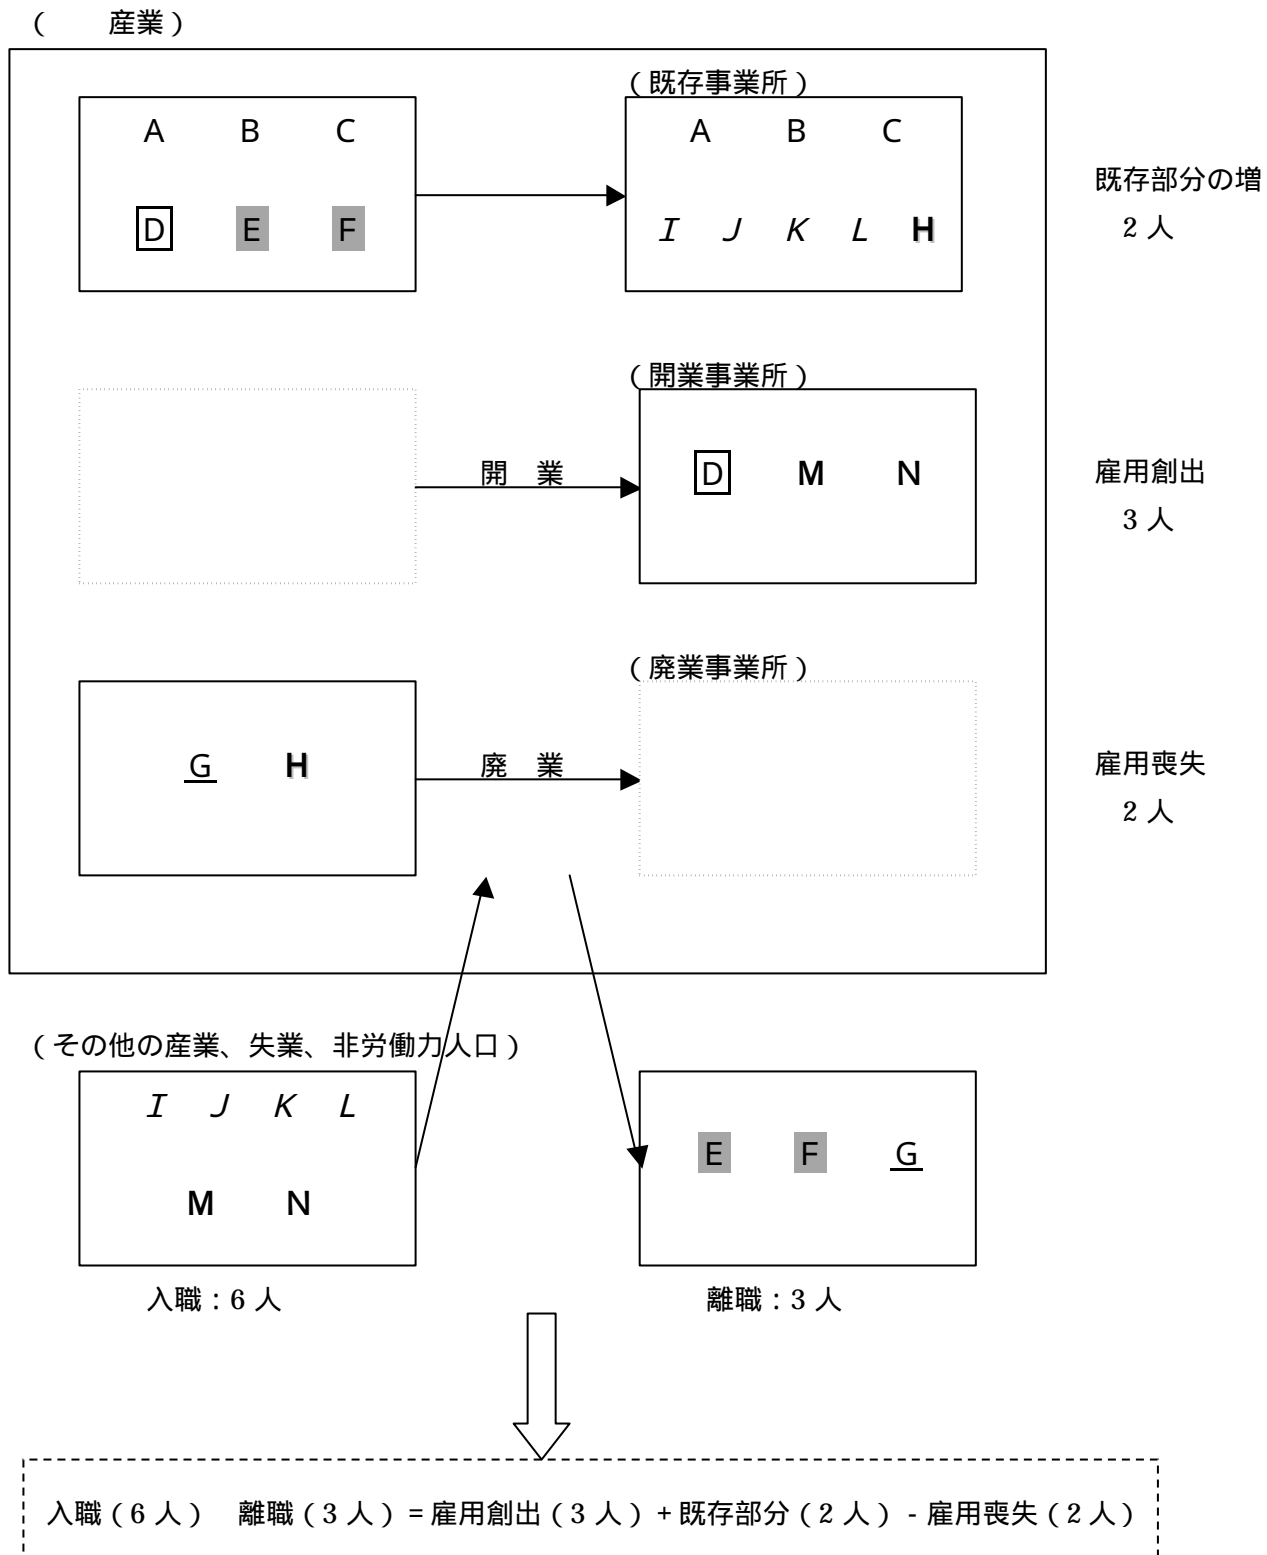 (　　産業)
(既存事業所)
A B C
A B C
D E F
I J K L H
既存部分の増
2人
(開業事業所)
開　業
D M N
雇用創出
3人
(廃業事業所)
G H
廃　業
雇用喪失
2人
(その他の産業、失業、非労働力人口)
I J K L
M N
E F G
入職：6人
離職：3人
入職(6人)　離職(3人)=雇用創出(3人)+既存部分(2人)-雇用喪失(2人)